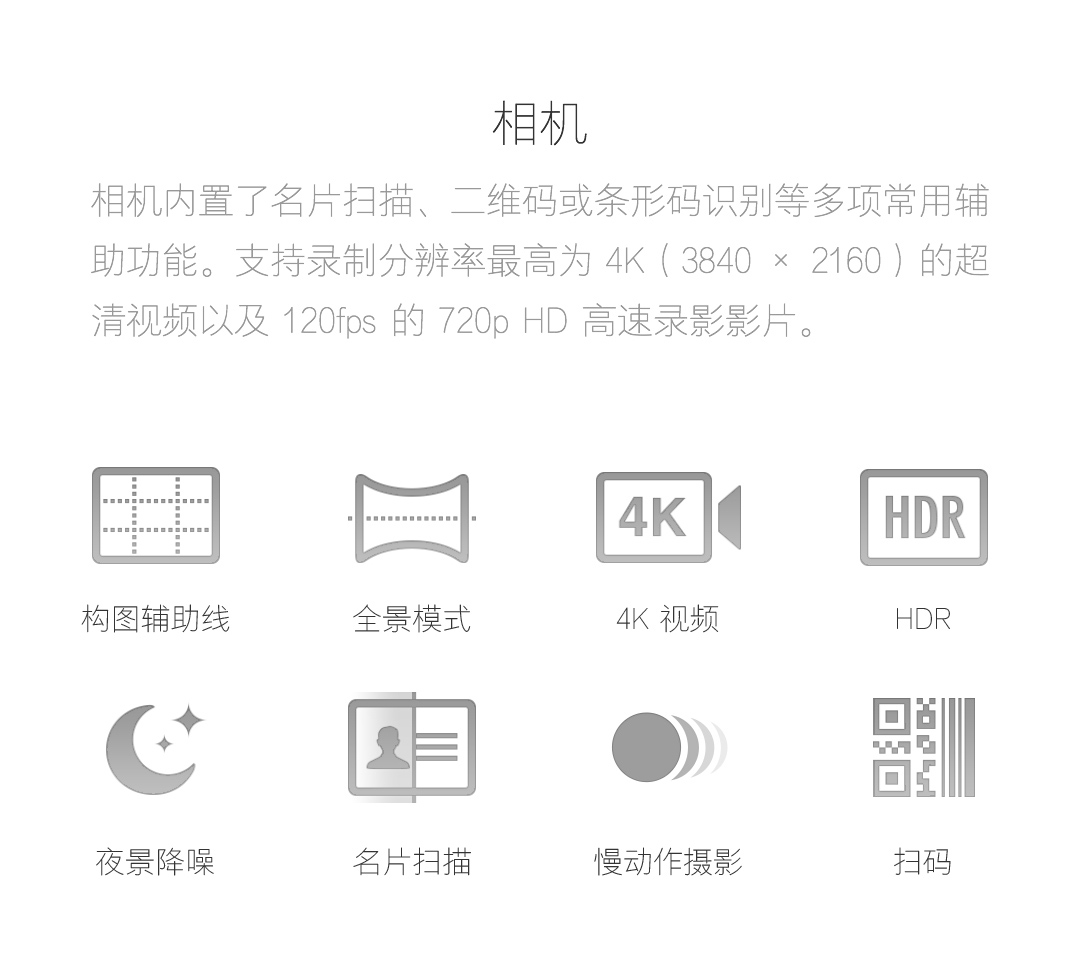 相机
相机内置了名片扫描、二维码或条形码识别等多项常用辅
助功能。支持录制分辨率最高为 4K ( 3840 × 2160 ) 的超
清视频以及 120fps 的 720p HD 高速录影影片。
4K
HDR
构图辅助线
全景模式
4K 视频
HDR
夜景降噪
名片扫描
慢动作摄影
扫码